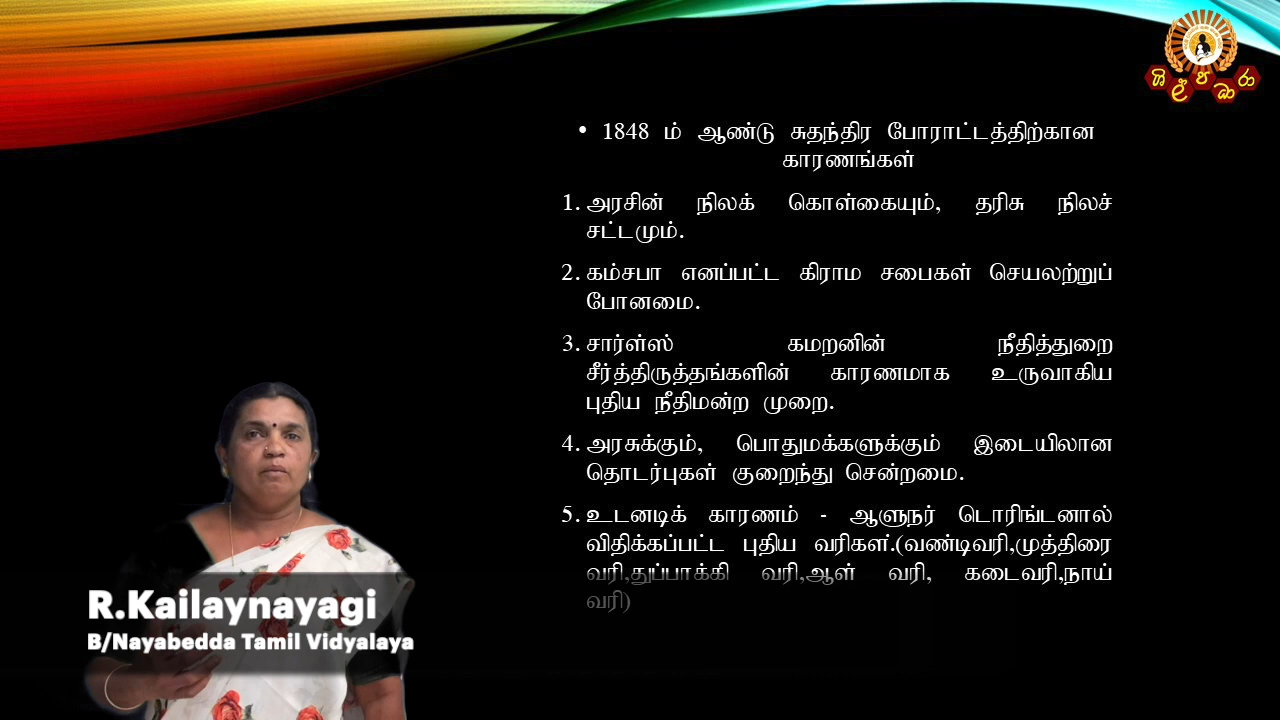 ශිල්ප ධාරා
• 1848 ம் ஆண்டு சுதந்திர போராட்டத்திற்கான
காரணங்கள்
1. அரசின் நிலக் கொள்கையும், தரிசு நிலச்
சட்டமும்.
2. கம்சபா எனப்பட்ட கிராம சபைகள் செயலற்றுப்
போனமை.
3. சார்ள்ஸ் கமறனின் நீதித்துறை
சீர்த்திருத்தங்களின் காரணமாக உருவாகிய
புதிய நீதிமன்ற முறை.
4. அரசுக்கும், பொதுமக்களுக்கும் இடையிலான
தொடர்புகள் குறைந்து சென்றமை.
5. உடனடிக் காரணம் - ஆளுநர் டொரிங்டனால்
விதிக்கப்பட்ட புதிய வரிகள்.(வண்டிவரி,முத்திரை
வரி,துப்பாக்கி வரி,ஆள் வரி, கடைவரி,நாய்
வரி)
R.Kailaynayagi
B/Nayabedda Tamil Vidyalaya